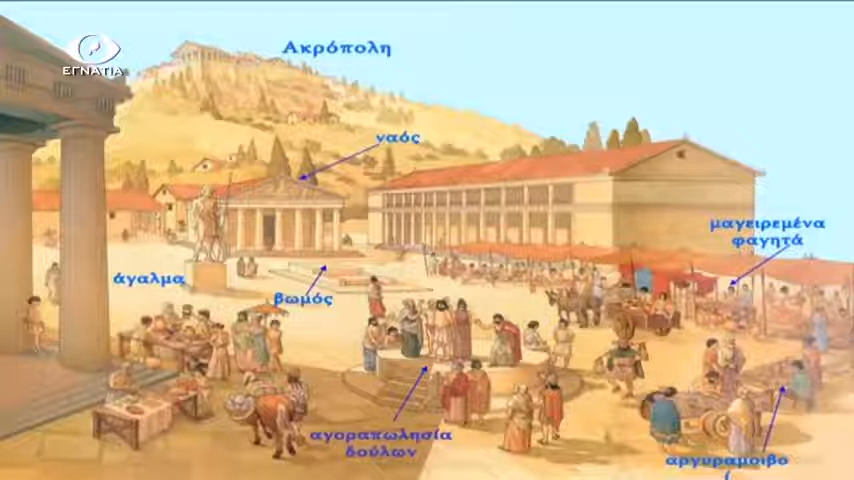 Ακρόπολη
ΕΓΝΑΤΙΑ
ναός
μαγειρεμένα
φαγητά
άγαλμα
βωμός
αγοραπωλησία
δούλων
αργυραμοιβο
ί